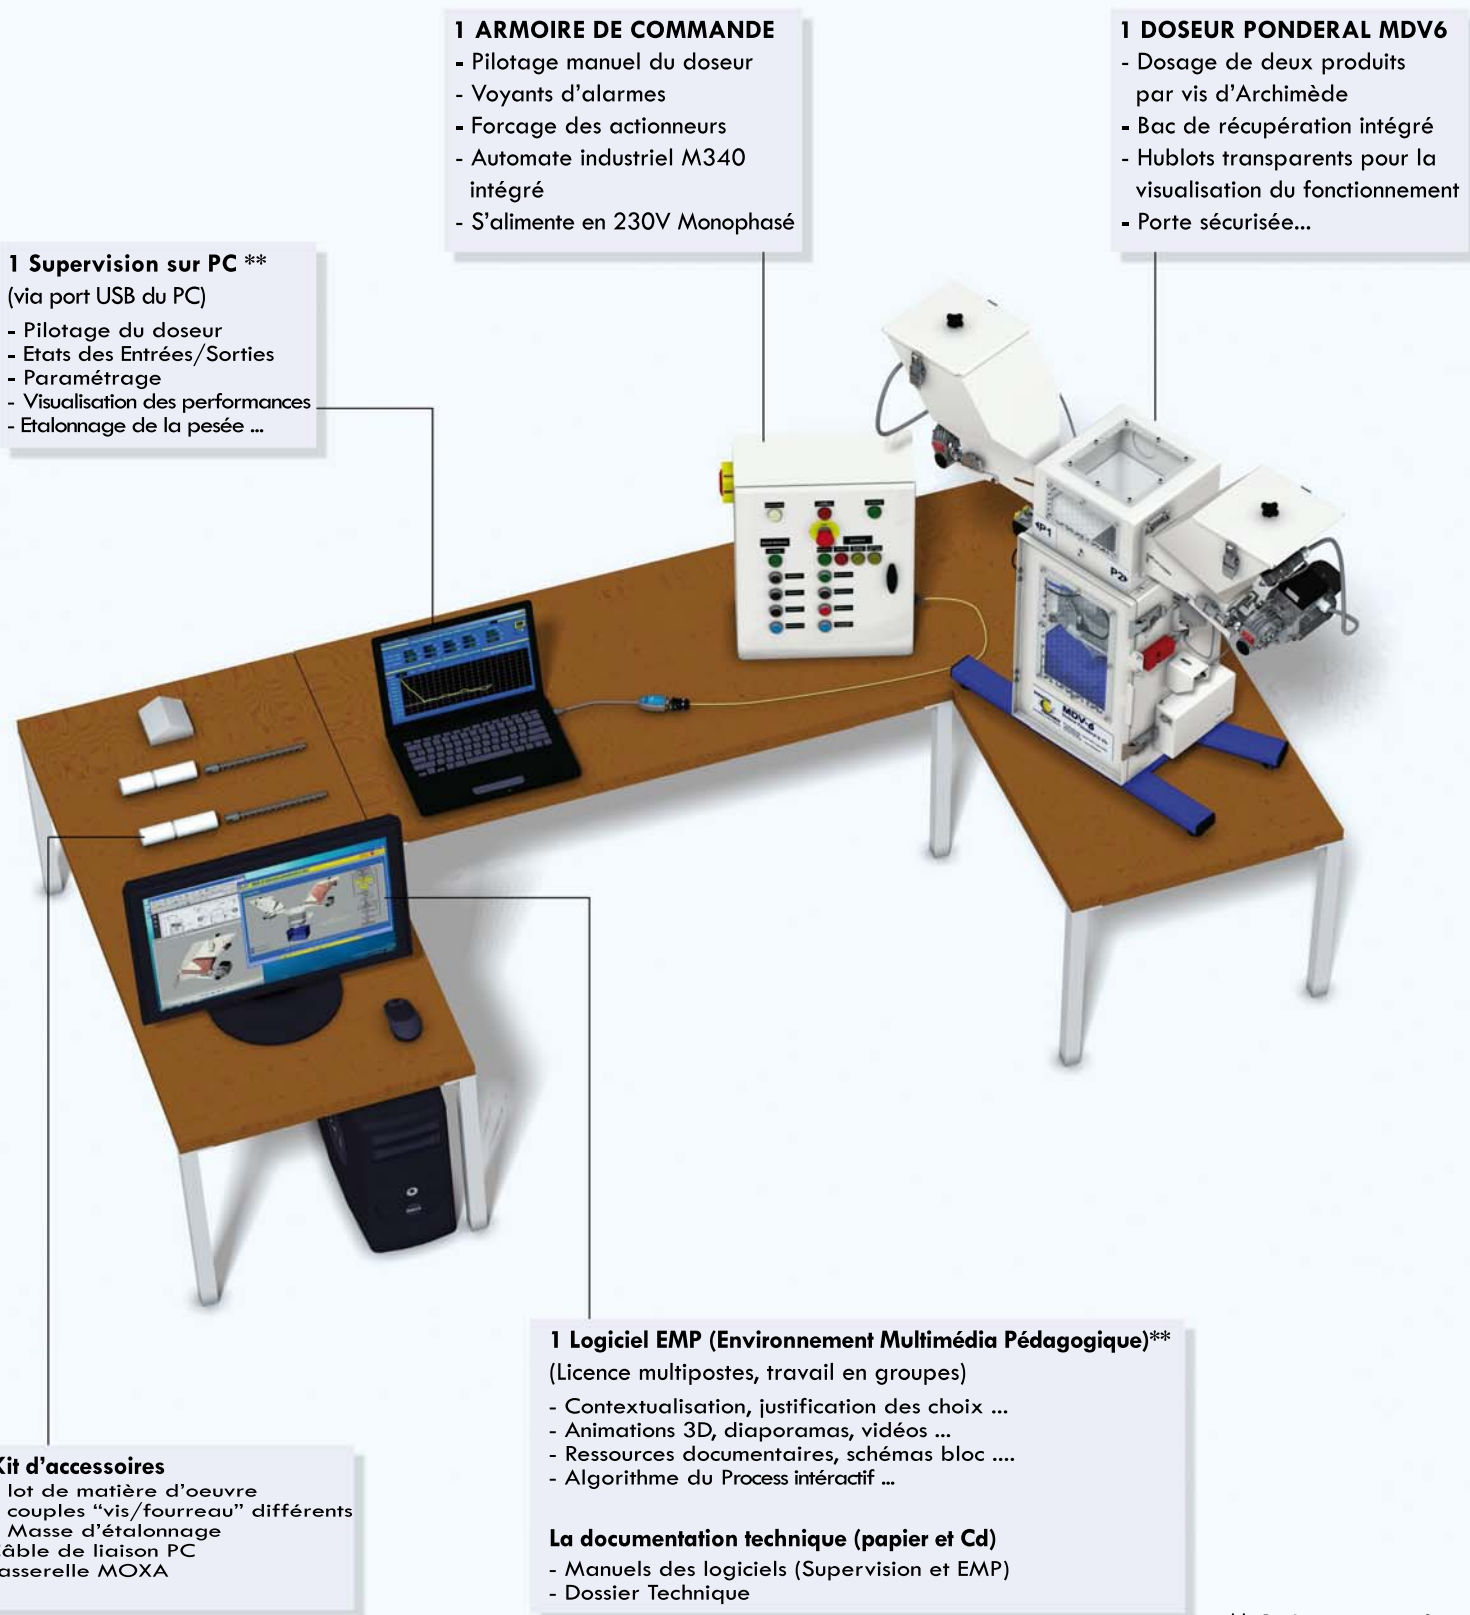 1 ARMOIRE DE COMMANDE
- Pilotage manuel du doseur
- Voyants d'alarmes
- Forcage des actionneurs
- Automate industriel M340
intégré
- S'alimente en 230V Monophasé
1 DOSEUR PONDERAL MDV6
- Dosage de deux produits
par vis d'Archimède
- Bac de récupération intégré
- Hublots transparents pour la
visualisation du fonctionnement
- Porte sécurisée...
1 Supervision sur PC **
(via port USB du PC)
- Pilotage du doseur
- Etats des Entrées/Sorties
- Paramétrage
- Visualisation des performances
- Etalonnage de la pesée ...
P1
P2
MDV-6
1 Logiciel EMP (Environnement Multimédia Pédagogique)**
(Licence multipostes, travail en groupes)
- Contextualisation, justification des choix ...
- Animations 3D, diaporamas, vidéos ...
- Ressources documentaires, schémas bloc ....
- Algorithme du Process intéractif ...
La documentation technique (papier et Cd)
- Manuels des logiciels (Supervision et EMP)
- Dossier Technique
Kit d'accessoires
lot de matière d'oeuvre
couples "vis/fourreau" différents
Masse d'étalonnage
âble de liaison PC
asserelle MOXA